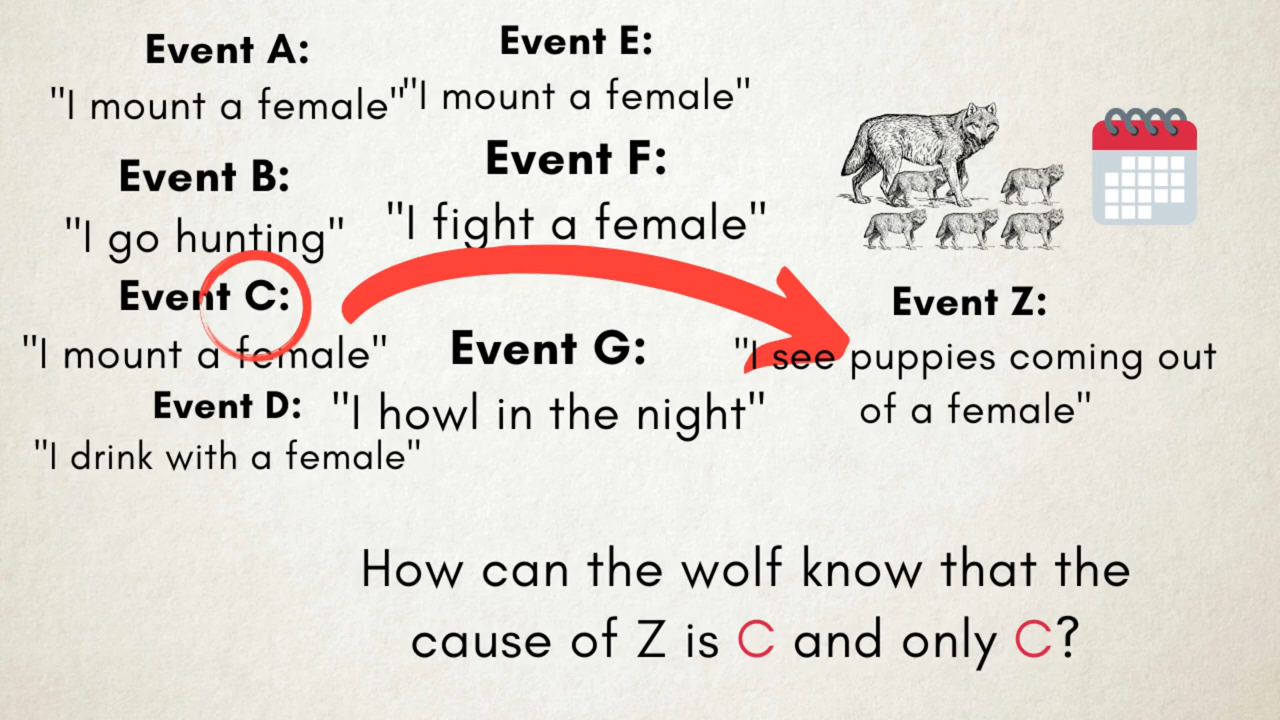 Event A:
"I mount a female"
Event B:
"I go hunting"
Event C:
"I mount a female"
Event D:
"I drink with a female"
Event E:
"I mount a female"
Event F:
"I fight a female"
Event G:
"I howl in the night"
Event Z:
"I see puppies coming out
of a female"
How can the wolf know that the
cause of Z is C and only C?